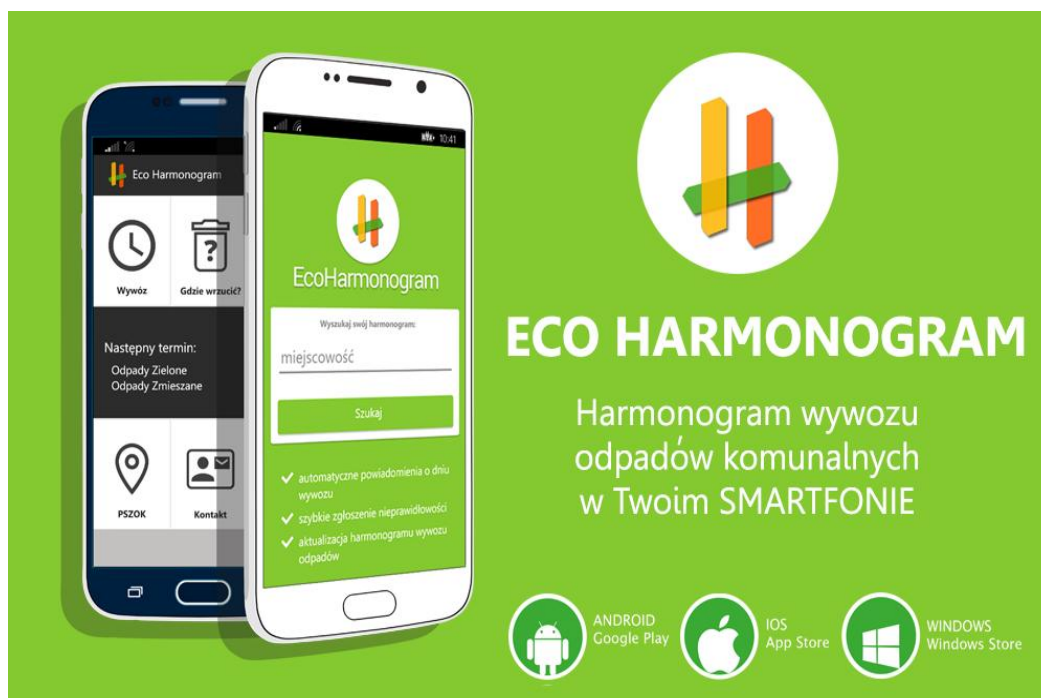 Eco Harmonogram
Wywóz
Gdzie wrzucić?
Następny termin:
Odpady Zielone
Odpady Zmieszane
PSZOK
Kontakt
10:41
EcoHarmonogram
Wyszukaj swój harmonogram:
miejscowość
Szukaj
automatyczne powiadomienia o dniu
wywozu
szybkie zgłoszenie nieprawidłowości
aktualizacja harmonogramu wywozu
odpadów
ECO HARMONOGRAM
Harmonogram wywozu
odpadów komunalnych
w Twoim SMARTFONIE
ANDROID
Google Play
IOS
App Store
WINDOWS
Windows Store